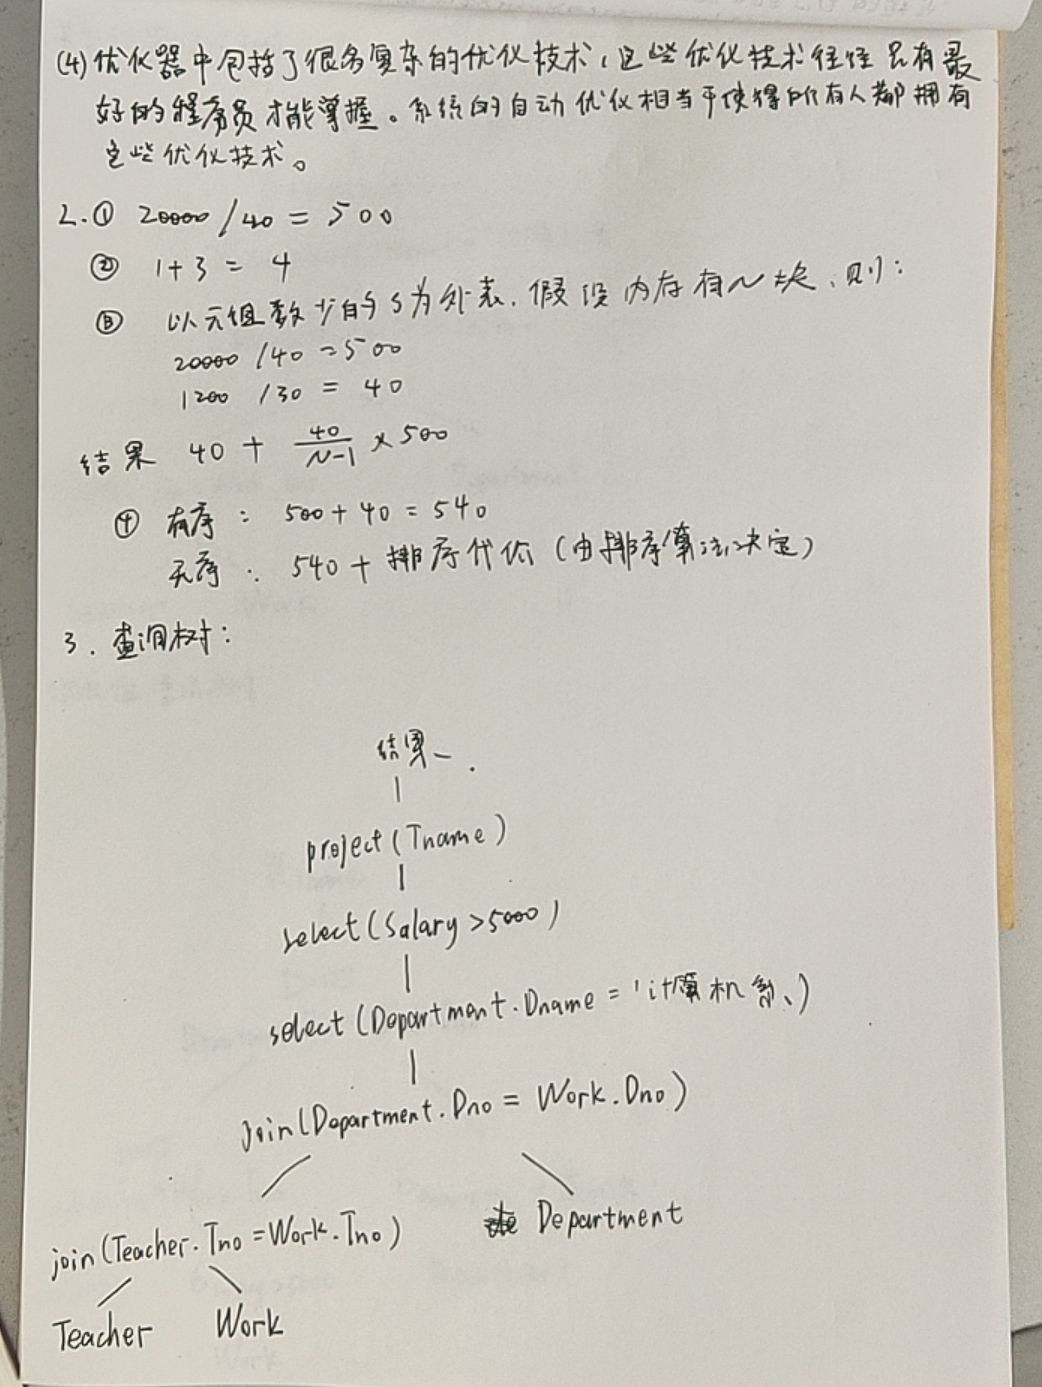 (4) 优化器中包括了很多复杂的优化技术,这些优化技术往往只有最
好的程序员才能掌握。系统的自动优化相当于使得所有人都拥有
这些优化技术。
2.① 20000 / 40 = 500
② 1+3 = 4
③ 以元组数少的S为外表,假设内存有N块,则:
20000 / 40 = 500
1200 / 30 = 40
结果 40 + 40/(N-1) × 500
④ 有序: 500+40 = 540
无序: 540 + 排序代价(由排序算法决定)
3. 查询树:
结果
project(Tname)
select(Salary >5000)
select(Department.Dname = '计算机系')
join(Department.Dno = Work.Dno)
join(Teacher.Tno =Work.Tno) Department
Teacher Work